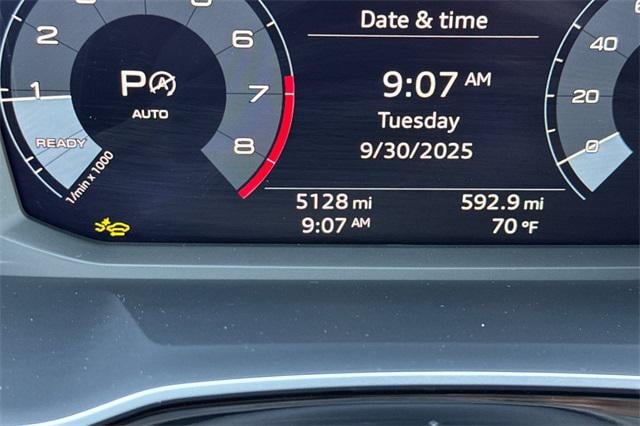 Date & time
9:07 AM
Tuesday
9/30/2025
5128 mi 592.9 mi
9:07 AM 70 °F
P A
AUTO
1 2 6 7 8
READY
1/min x 1000
40
20
0